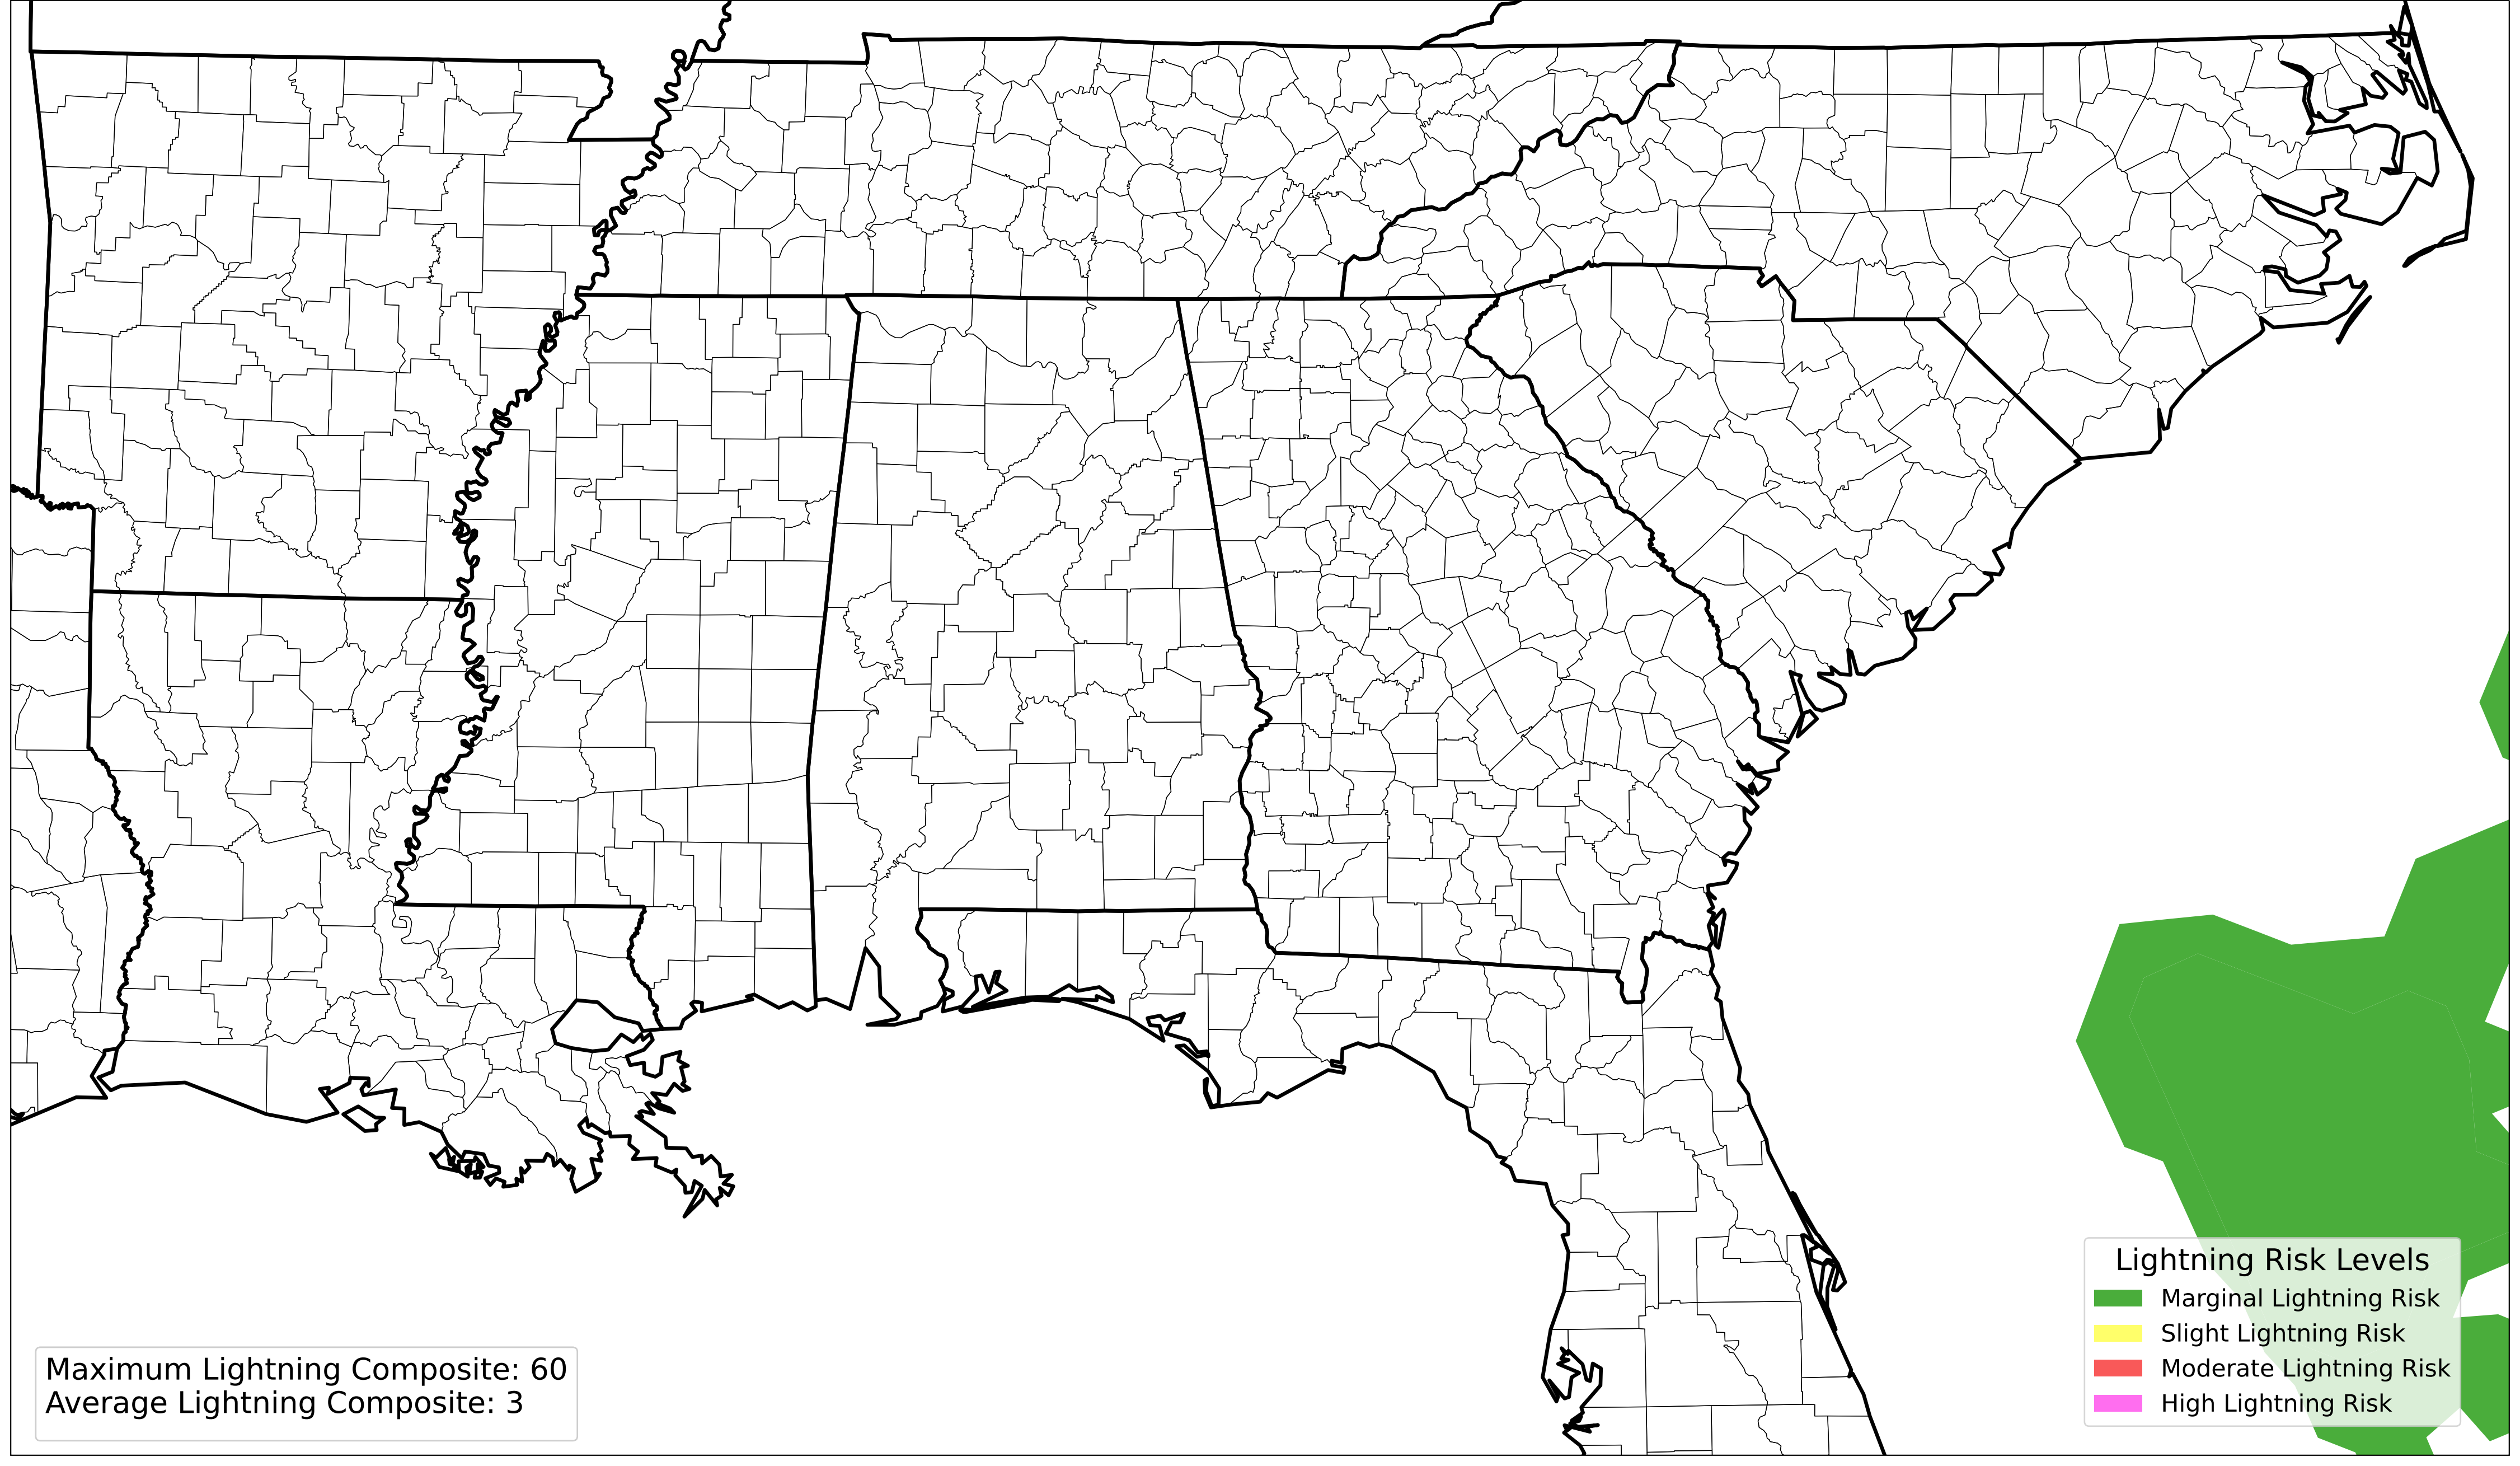 Lightning Risk Levels
Marginal Lightning Risk
Slight Lightning Risk
Moderate Lightning Risk
High Lightning Risk
Maximum Lightning Composite: 60
Average Lightning Composite: 3